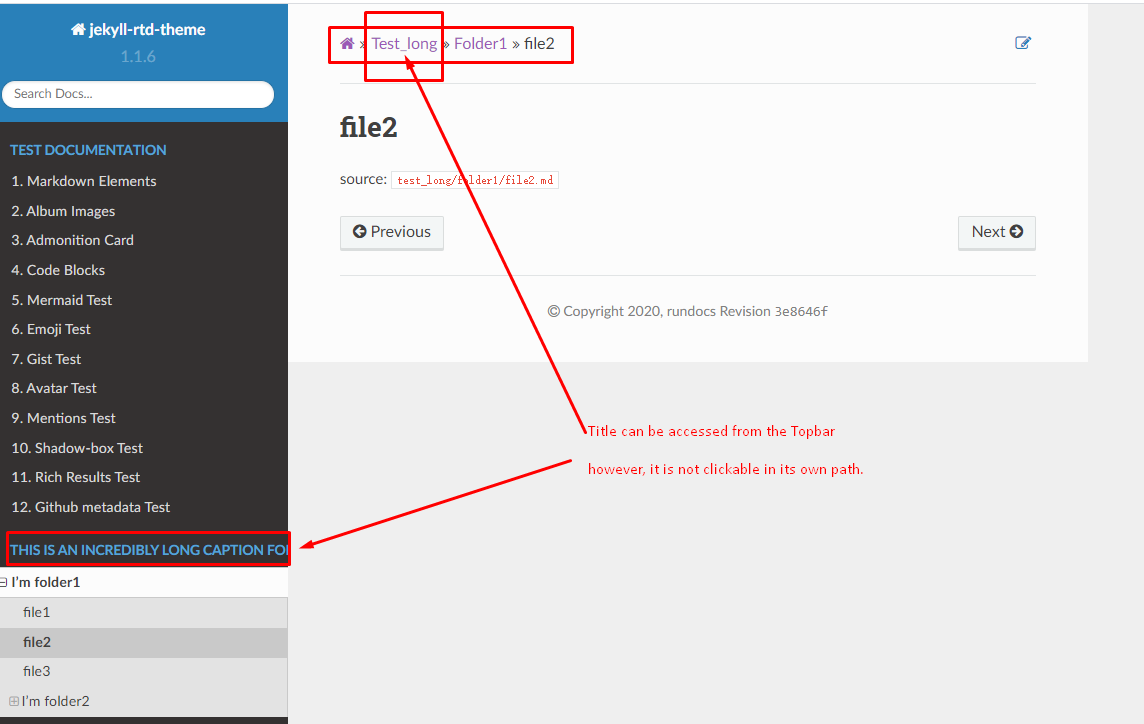 jekyll-rtd-theme
1.1.6
Search Docs...
TEST DOCUMENTATION
1. Markdown Elements
2. Album Images
3. Admonition Card
4. Code Blocks
5. Mermaid Test
6. Emoji Test
7. Gist Test
8. Avatar Test
9. Mentions Test
10. Shadow-box Test
11. Rich Results Test
12. Github metadata Test
THIS IS AN INCREDIBLY LONG CAPTION FOR
I'm folder1
file1
file2
file3
I'm folder2
» Test_long » Folder1 » file2
file2
source: test_long/folder1/file2.md
Previous
Next
© Copyright 2020, rundocs Revision 3e8646f
Title can be accessed from the Topbar
however, it is not clickable in its own path.